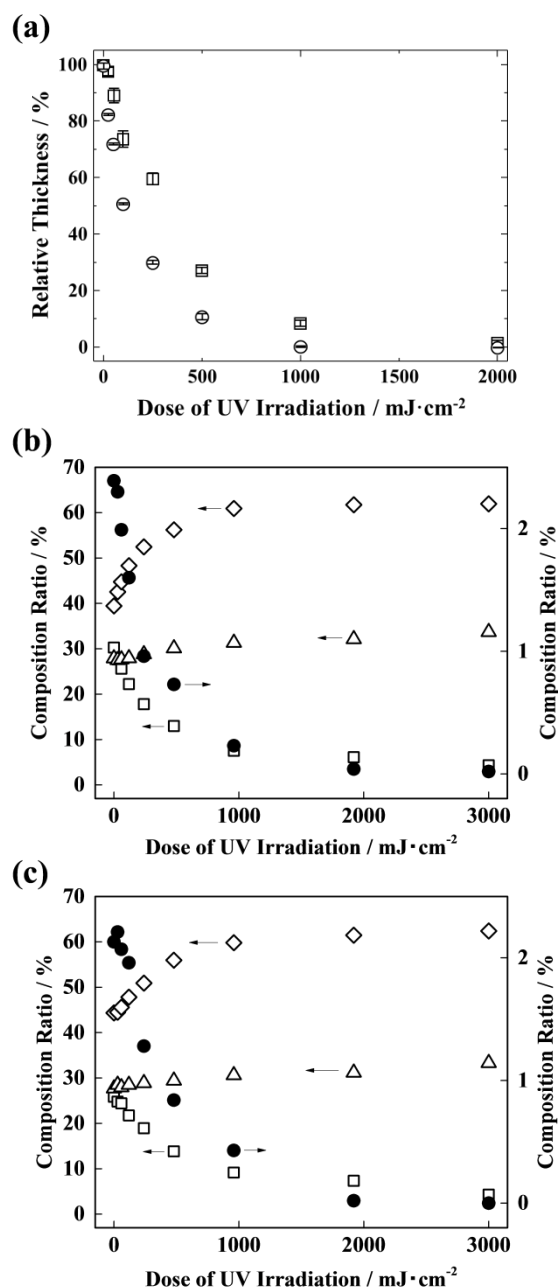 (a)
100
80
60
40
20
0
Relative Thickness / %
0 500 1000 1500 2000
Dose of UV Irradiation / mJ·cm-2
(b)
70
60
50
40
30
20
10
0
Composition Ratio / %
2
1
0
Composition Ratio / %
0 1000 2000 3000
Dose of UV Irradiation / mJ·cm-2
(c)
70
60
50
40
30
20
10
0
Composition Ratio / %
2
1
0
Composition Ratio / %
0 1000 2000 3000
Dose of UV Irradiation / mJ·cm-2